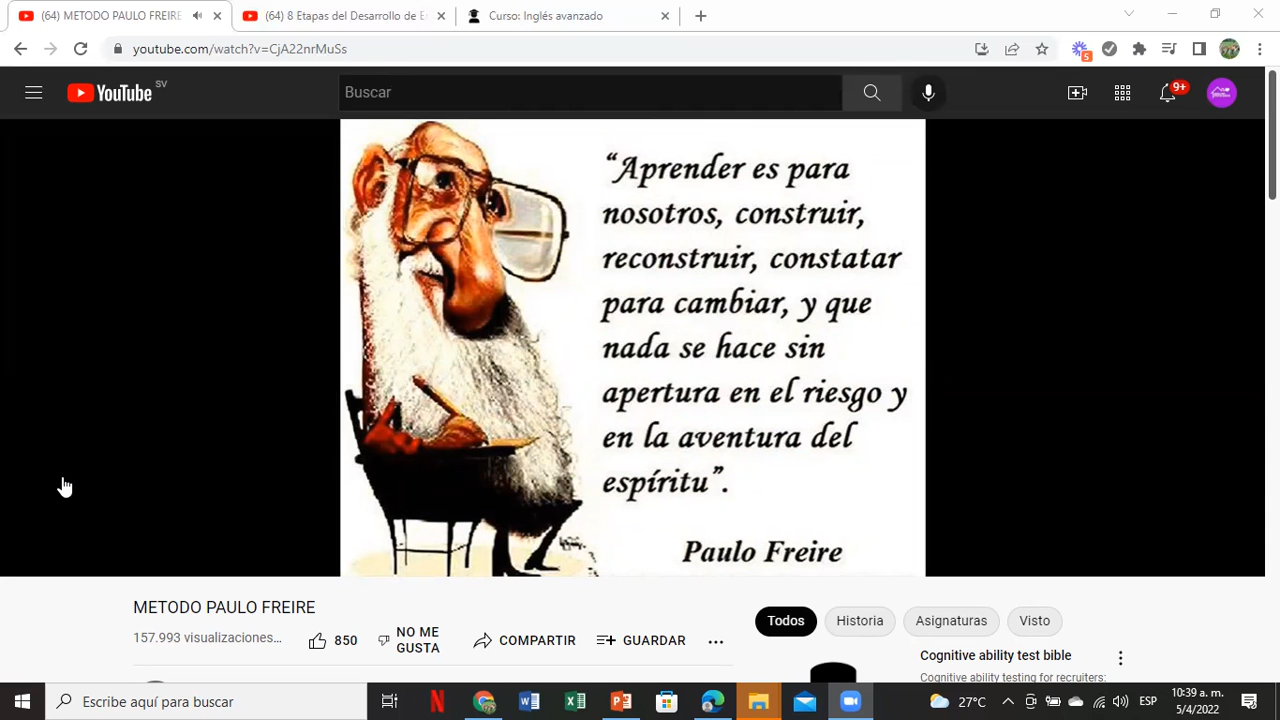 (64) METODO PAULO FREIRE
(64) 8 Etapas del Desarrollo de E
Curso: Inglés avanzado
youtube.com/watch?v=CjA22nrMuSs
5
YouTube SV
Buscar
9+
“Aprender es para
nosotros, construir,
reconstruir, constatar
para cambiar, y que
nada se hace sin
apertura en el riesgo y
en la aventura del
espíritu”.
Paulo Freire
METODO PAULO FREIRE
157.993 visualizaciones...
850
NO ME
GUSTA
COMPARTIR
GUARDAR
Todos
Historia
Asignaturas
Visto
Cognitive ability test bible
Cognitive ability testing for recruiters:
Escribe aquí para buscar
27°C
ESP
10:39 a. m.
5/4/2022